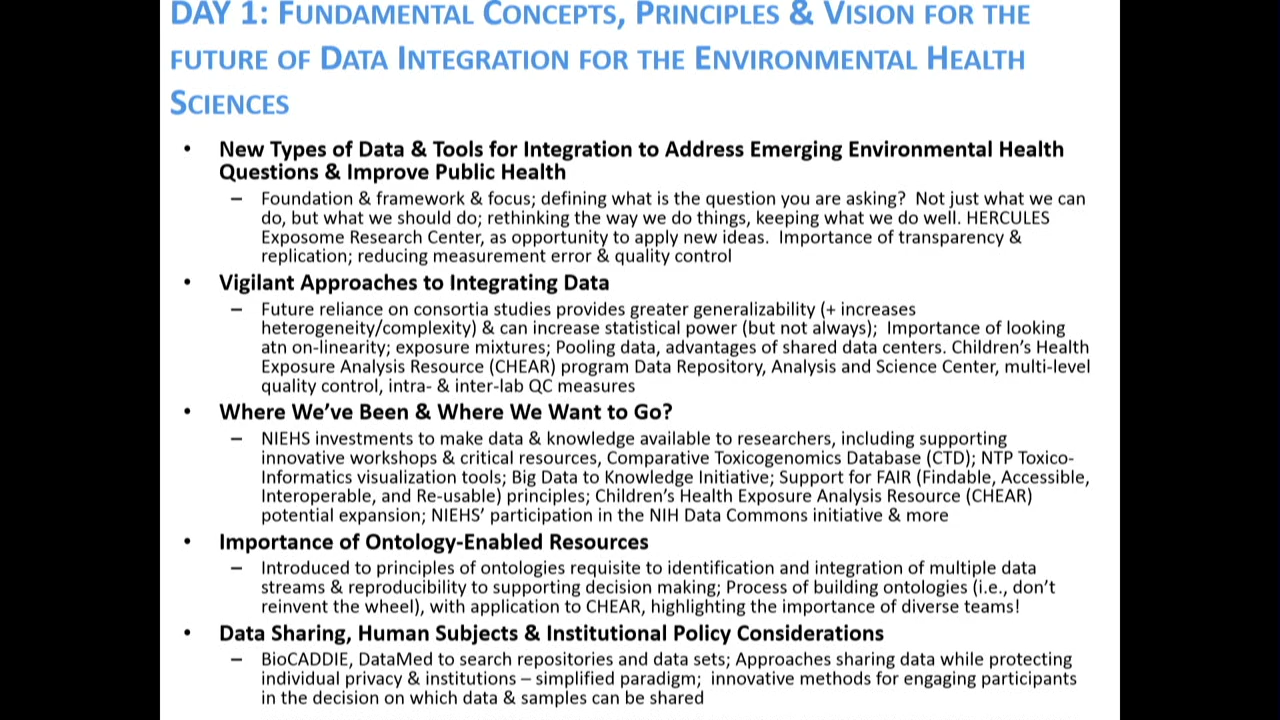 DAY 1: FUNDAMENTAL CONCEPTS, PRINCIPLES & VISION FOR THE
FUTURE OF DATA INTEGRATION FOR THE ENVIRONMENTAL HEALTH
SCIENCES
• New Types of Data & Tools for Integration to Address Emerging Environmental Health
Questions & Improve Public Health
– Foundation & framework & focus; defining what is the question you are asking? Not just what we can
do, but what we should do; rethinking the way we do things, keeping what we do well. HERCULES
Exposome Research Center, as opportunity to apply new ideas. Importance of transparency &
replication; reducing measurement error & quality control
• Vigilant Approaches to Integrating Data
– Future reliance on consortia studies provides greater generalizability (+ increases
heterogeneity/complexity) & can increase statistical power (but not always); Importance of looking
atn on-linearity; exposure mixtures; Pooling data, advantages of shared data centers. Children's Health
Exposure Analysis Resource (CHEAR) program Data Repository, Analysis and Science Center, multi-level
quality control, intra- & inter-lab QC measures
• Where We've Been & Where We Want to Go?
– NIEHS investments to make data & knowledge available to researchers, including supporting
innovative workshops & critical resources, Comparative Toxicogenomics Database (CTD); NTP Toxico-
Informatics visualization tools; Big Data to Knowledge Initiative; Support for FAIR (Findable, Accessible,
Interoperable, and Re-usable) principles; Children's Health Exposure Analysis Resource (CHEAR)
potential expansion; NIEHS' participation in the NIH Data Commons initiative & more
• Importance of Ontology-Enabled Resources
– Introduced to principles of ontologies requisite to identification and integration of multiple data
streams & reproducibility to supporting decision making; Process of building ontologies (i.e., don't
reinvent the wheel), with application to CHEAR, highlighting the importance of diverse teams!
• Data Sharing, Human Subjects & Institutional Policy Considerations
– BioCADDIE, DataMed to search repositories and data sets; Approaches sharing data while protecting
individual privacy & institutions – simplified paradigm; innovative methods for engaging participants
in the decision on which data & samples can be shared